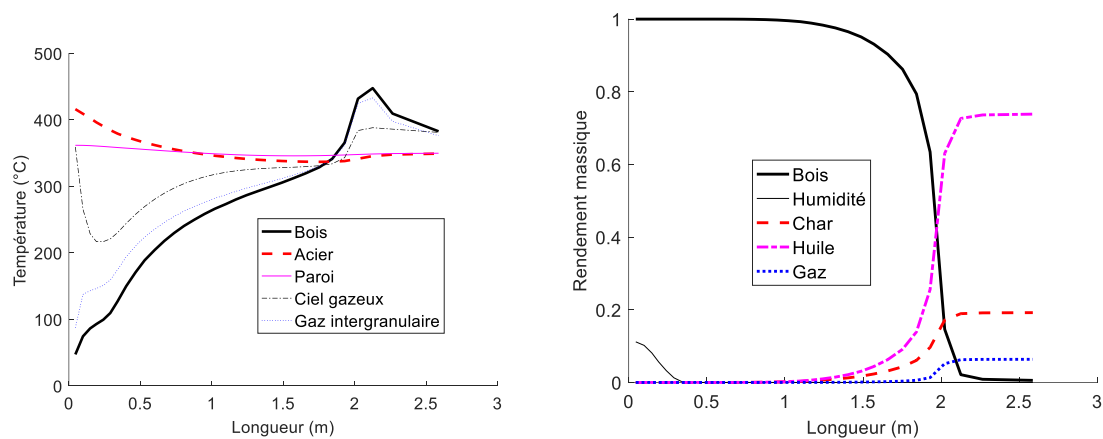 500
400
300
200
100
0
Température (°C)
Bois
Acier
Paroi
Ciel gazeux
Gaz intergranulaire
0
0.5
1
1.5
2
2.5
3
Longueur (m)
1
0.8
0.6
0.4
0.2
0
Rendement massique
Bois
Humidité
Char
Huile
Gaz
0
0.5
1
1.5
2
2.5
3
Longueur (m)